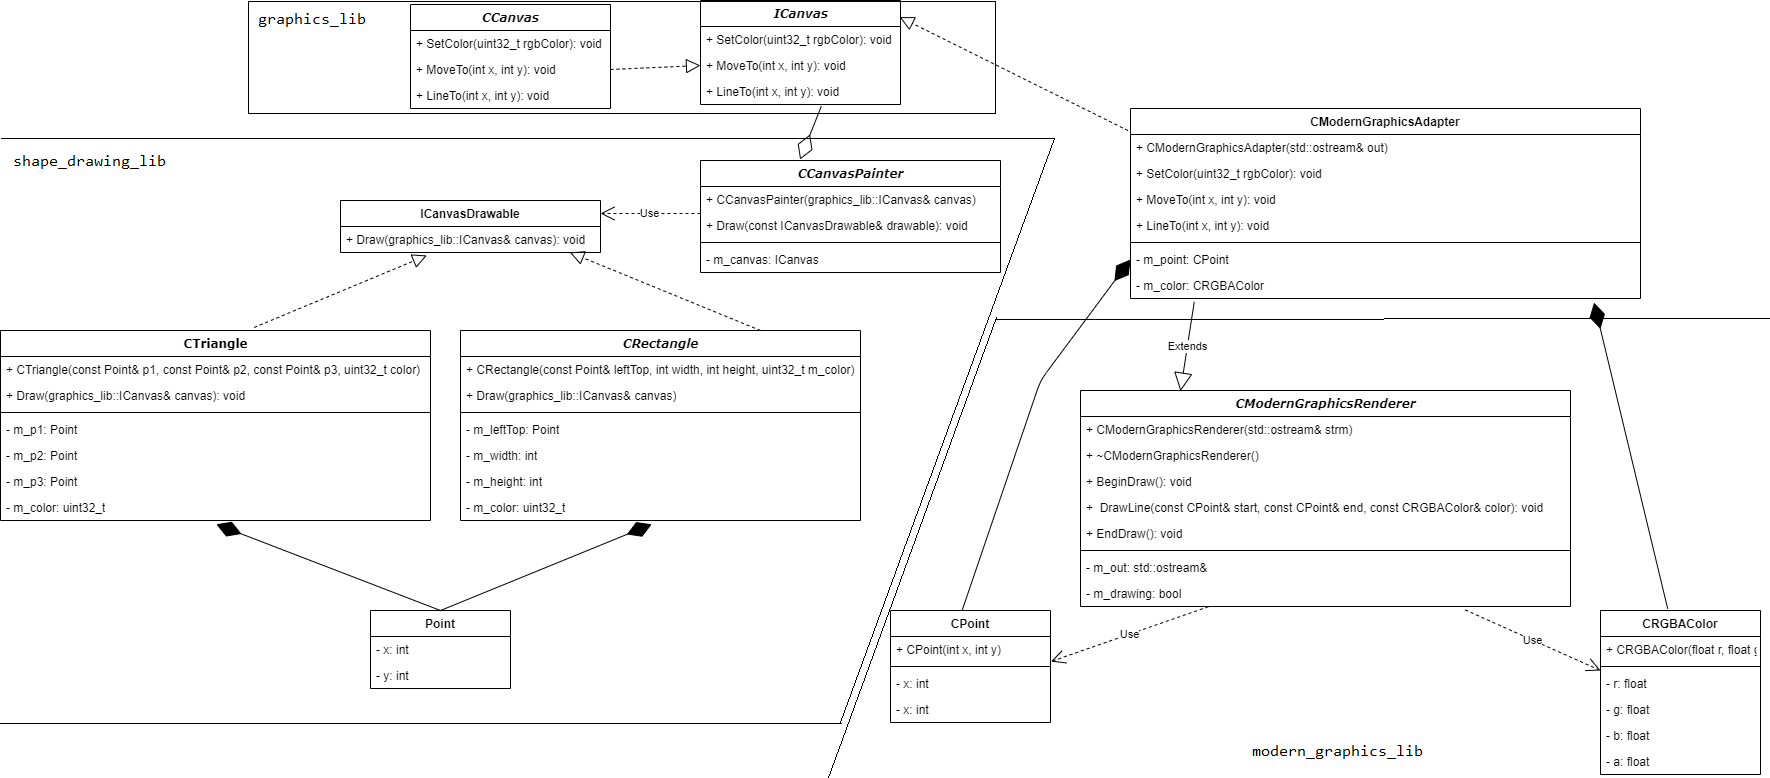 graphics_lib
CCanvas
+ SetColor(uint32_t rgbColor): void
+ MoveTo(int x, int y): void
+ LineTo(int x, int y): void
ICanvas
+ SetColor(uint32_t rgbColor): void
+ MoveTo(int x, int y): void
+ LineTo(int x, int y): void
CModernGraphicsAdapter
+ CModernGraphicsAdapter(std::ostream& out)
+ SetColor(uint32_t rgbColor): void
+ MoveTo(int x, int y): void
+ LineTo(int x, int y): void
- m_point: CPoint
- m_color: CRGBAColor
shape_drawing_lib
CCanvasPainter
+ CCanvasPainter(graphics_lib::ICanvas& canvas)
+ Draw(const ICanvasDrawable& drawable): void
- m_canvas: ICanvas
Use
ICanvasDrawable
+ Draw(graphics_lib::ICanvas& canvas): void
CTriangle
+ CTriangle(const Point& p1, const Point& p2, const Point& p3, uint32_t color)
+ Draw(graphics_lib::ICanvas& canvas): void
- m_p1: Point
- m_p2: Point
- m_p3: Point
- m_color: uint32_t
CRectangle
+ CRectangle(const Point& leftTop, int width, int height, uint32_t m_color)
+ Draw(graphics_lib::ICanvas& canvas)
- m_leftTop: Point
- m_width: int
- m_height: int
- m_color: uint32_t
Extends
CModernGraphicsRenderer
+ CModernGraphicsRenderer(std::ostream& strm)
+ ~CModernGraphicsRenderer()
+ BeginDraw(): void
+ DrawLine(const CPoint& start, const CPoint& end, const CRGBAColor& color): void
+ EndDraw(): void
- m_out: std::ostream&
- m_drawing: bool
Point
- x: int
- y: int
CPoint
+ CPoint(int x, int y)
- x: int
- x: int
Use
Use
CRGBAColor
+ CRGBAColor(float r, float g
- r: float
- g: float
- b: float
- a: float
modern_graphics_lib